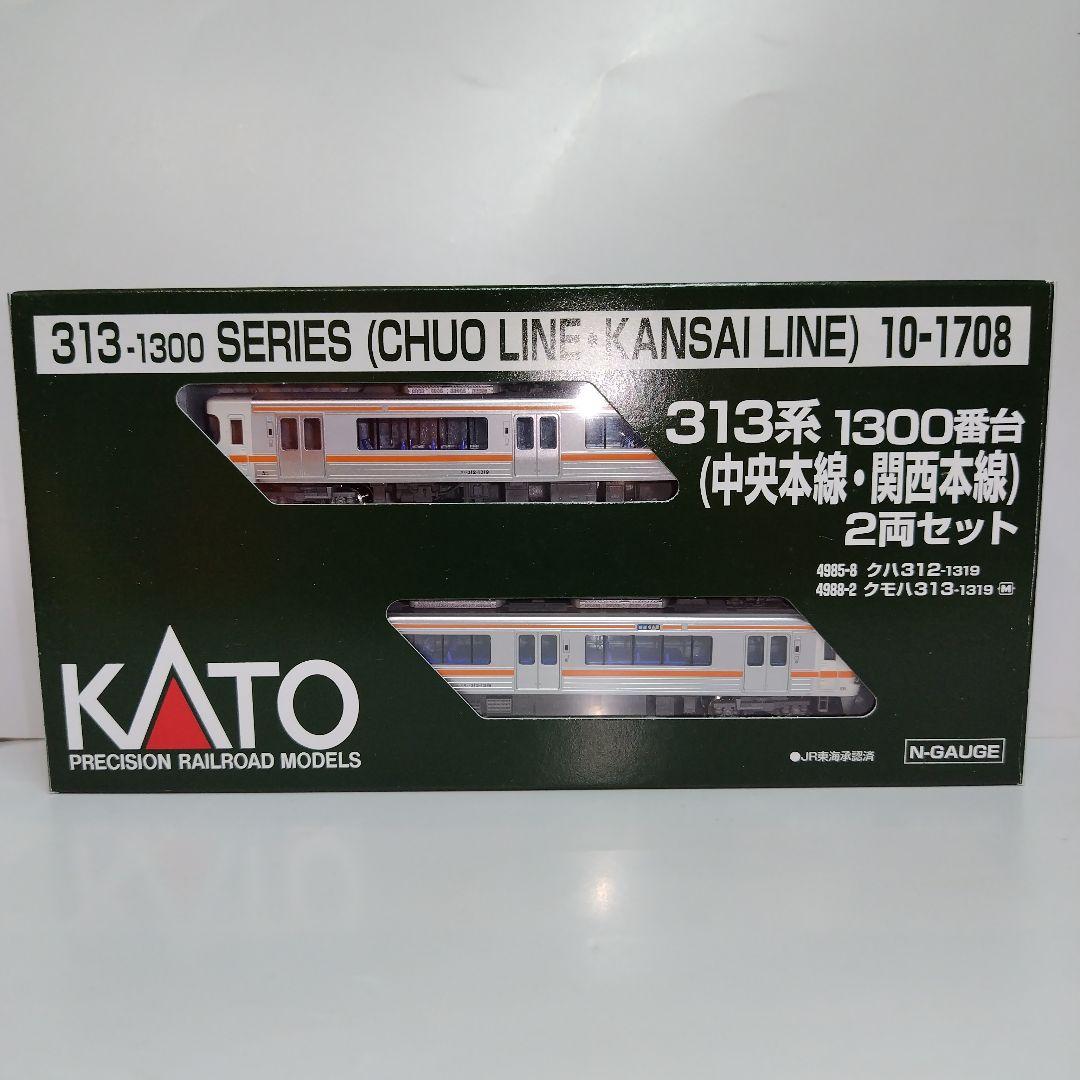 313-1300 SERIES (CHUO LINE・KANSAI LINE) 10-1708
313系 1300番台
(中央本線・関西本線)
2両セット
4985-8 クハ312-1319
4988-2 クモハ313-1319 M
312-1319
KATO
PRECISION RAILROAD MODELS
●JR東海承認済
N-GAUGE